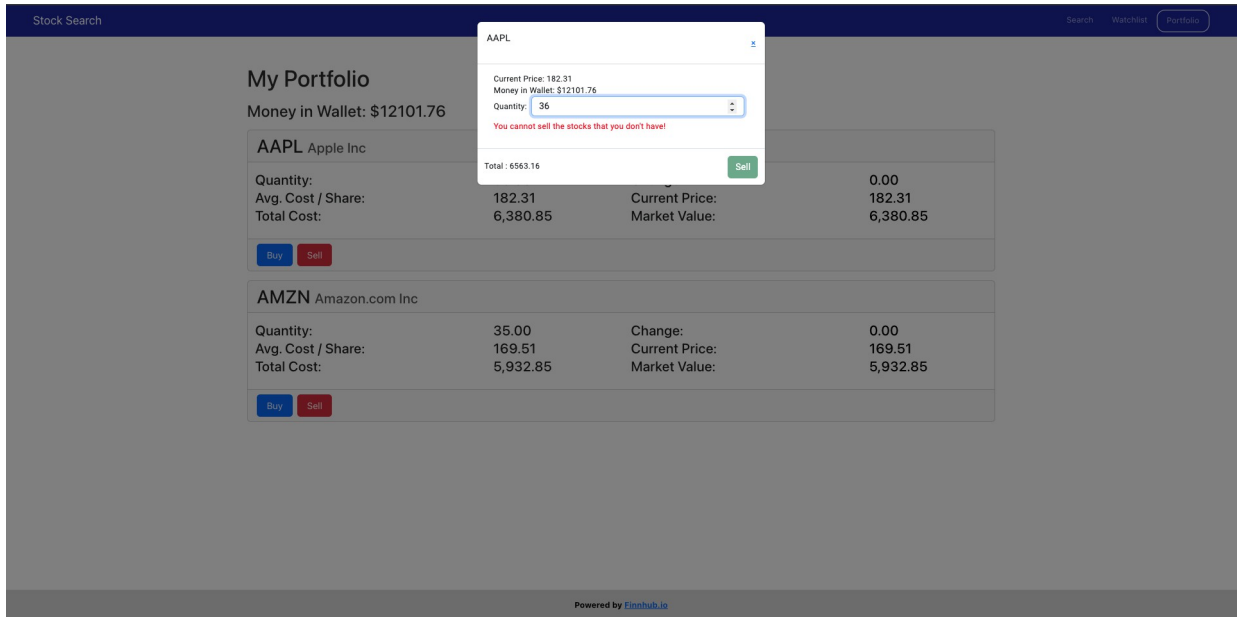 Stock Search
Search Watchlist Portfolio
AAPL
×
Current Price: 182.31
Money in Wallet: $12101.76
Quantity: 36
You cannot sell the stocks that you don't have!
Total : 6563.16 Sell
My Portfolio
Money in Wallet: $12101.76
AAPL Apple Inc
Quantity: 0.00
Avg. Cost / Share: 182.31 Current Price: 182.31
Total Cost: 6,380.85 Market Value: 6,380.85
Buy Sell
AMZN Amazon.com Inc
Quantity: 35.00 Change: 0.00
Avg. Cost / Share: 169.51 Current Price: 169.51
Total Cost: 5,932.85 Market Value: 5,932.85
Buy Sell
Powered by Finnhub.io